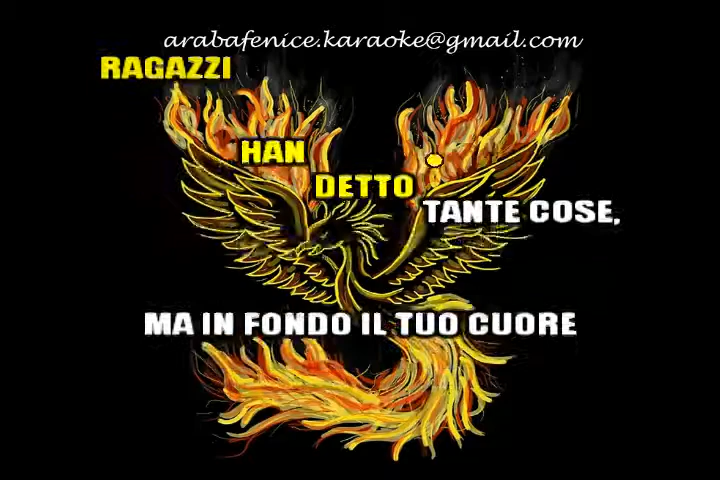 arabafenice.karaoke@gmail.com
RAGAZZI
HAN
DETTO
TANTE COSE,
MA IN FONDO IL TUO CUORE